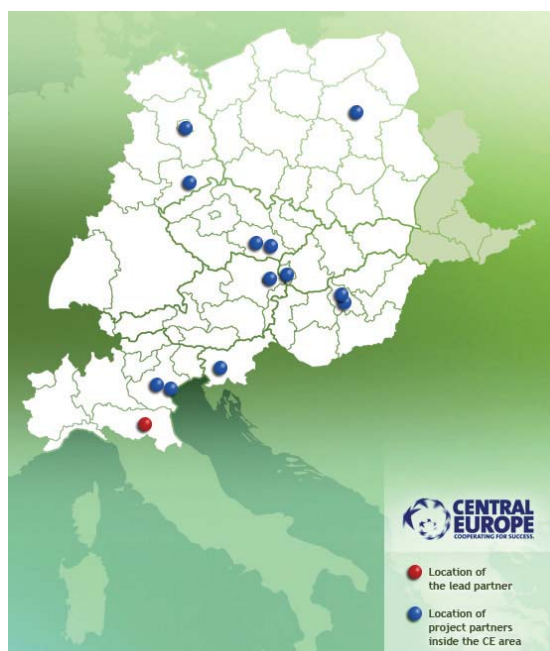 CENTRAL
EUROPE
COOPERATING FOR SUCCESS.
Location of
the lead partner
Location of
project partners
inside the CE area